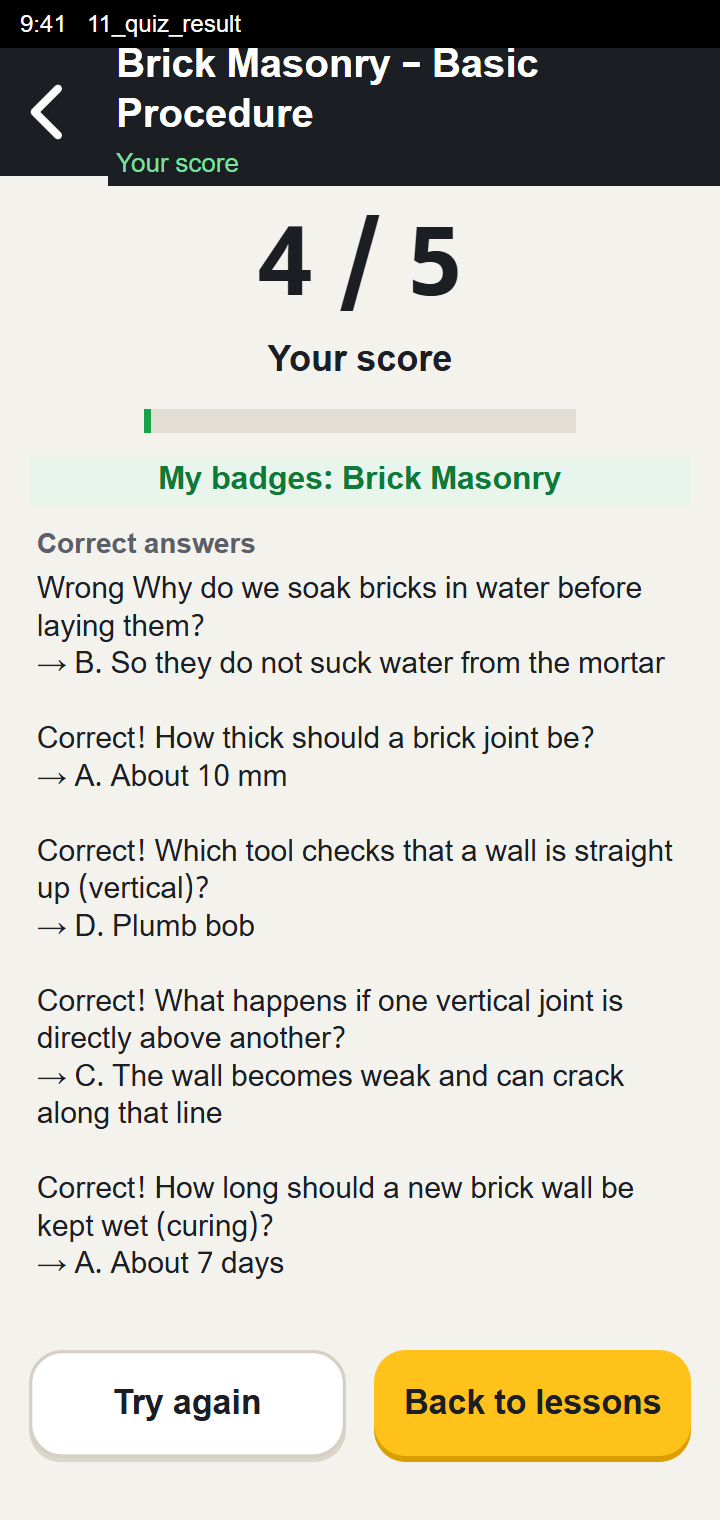 9:41 11_quiz_result
Brick Masonry – Basic
Procedure
Your score
4 / 5
Your score
My badges: Brick Masonry
Correct answers
Wrong Why do we soak bricks in water before
laying them?
→ B. So they do not suck water from the mortar
Correct! How thick should a brick joint be?
→ A. About 10 mm
Correct! Which tool checks that a wall is straight
up (vertical)?
→ D. Plumb bob
Correct! What happens if one vertical joint is
directly above another?
→ C. The wall becomes weak and can crack
along that line
Correct! How long should a new brick wall be
kept wet (curing)?
→ A. About 7 days
Try again
Back to lessons